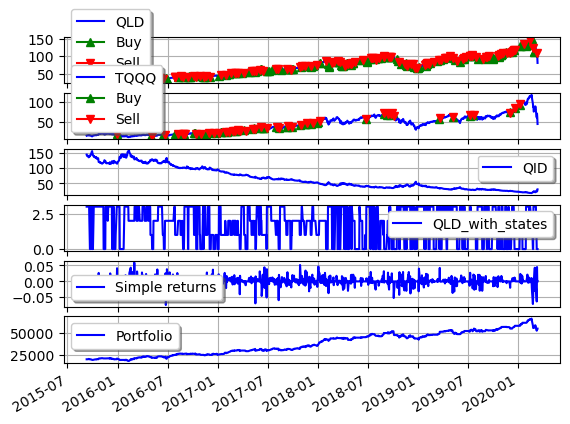 QLD
Buy
Sell
150
100
50
TQQQ
Buy
Sell
100
50
150
100
50
QID
2.5
0.0
QLD_with_states
0.05
0.00
−0.05
Simple returns
50000
25000
Portfolio
2015-07
2016-01
2016-07
2017-01
2017-07
2018-01
2018-07
2019-01
2019-07
2020-01